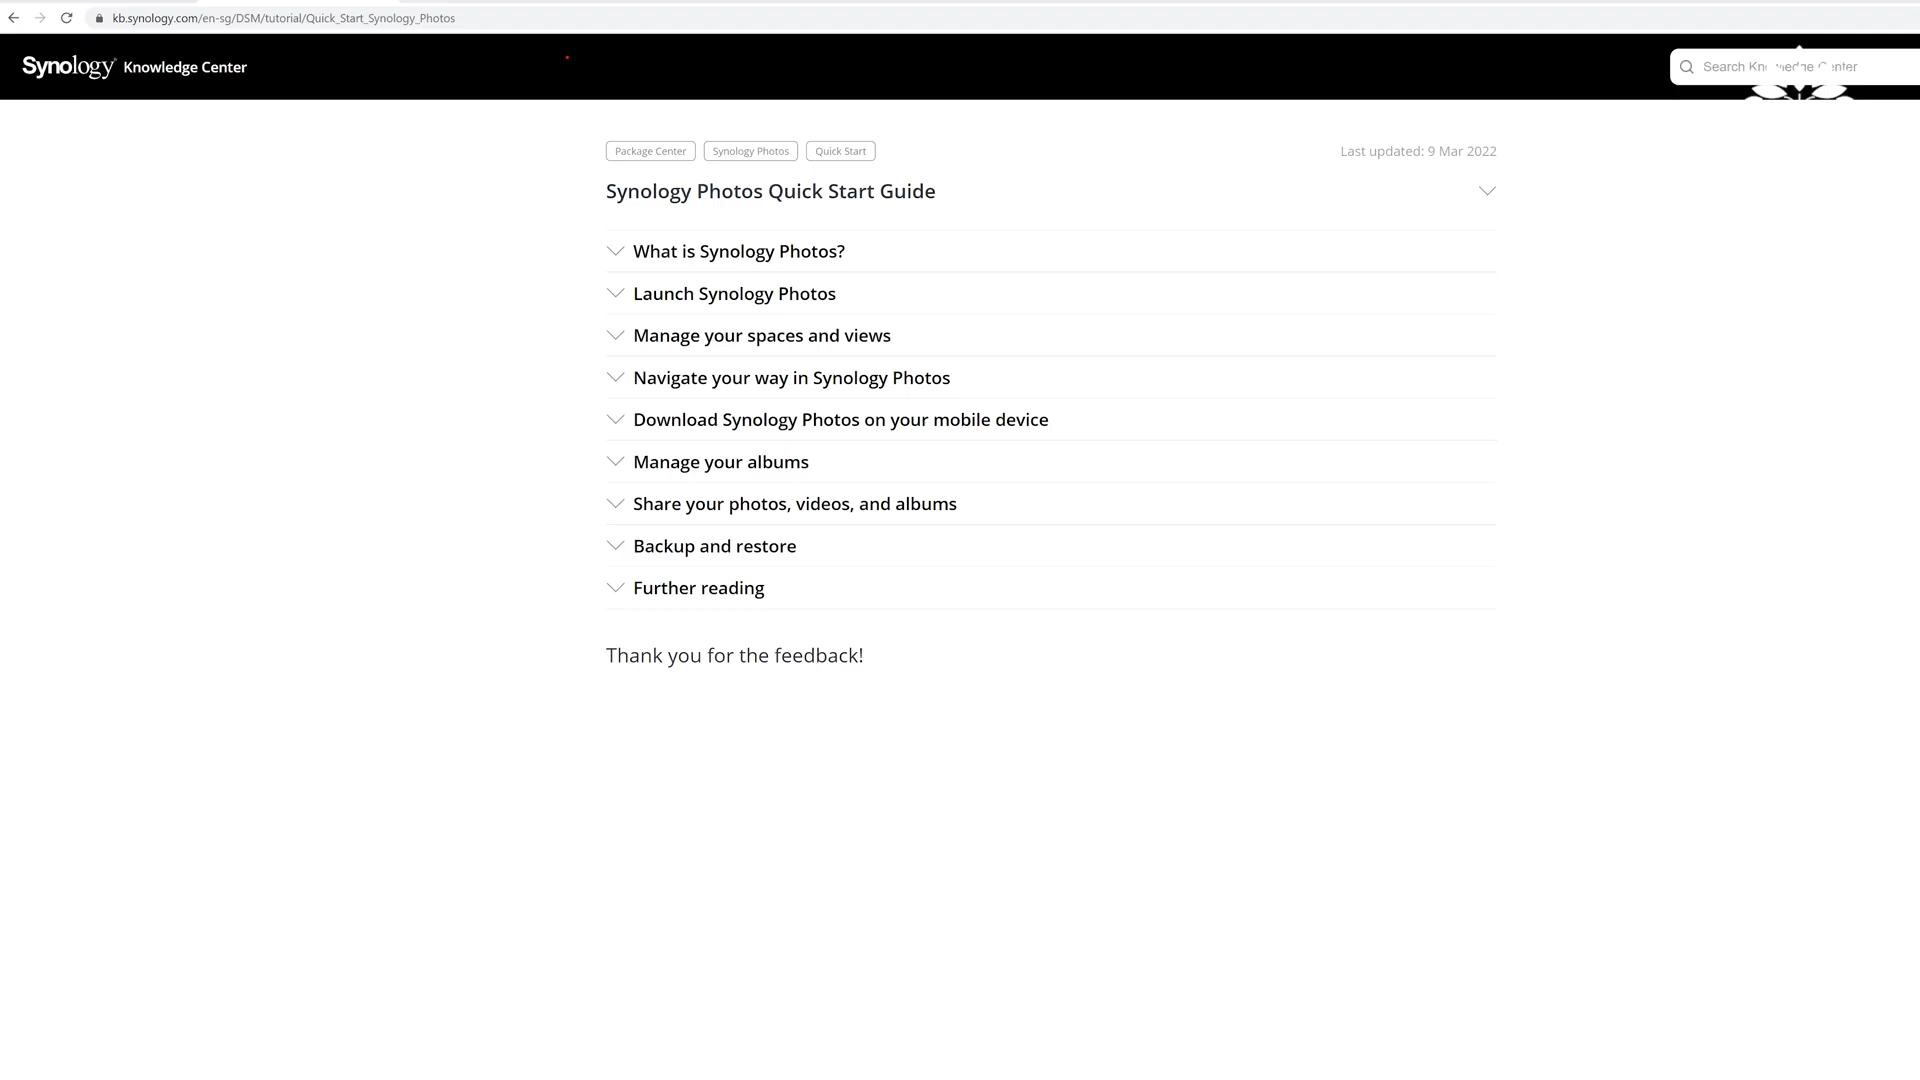 kb.synology.com/en-sg/DSM/tutorial/Quick_Start_Synology_Photos
Synology Knowledge Center
Search Knowledge Center
Package Center
Synology Photos
Quick Start
Last updated: 9 Mar 2022
Synology Photos Quick Start Guide
What is Synology Photos?
Launch Synology Photos
Manage your spaces and views
Navigate your way in Synology Photos
Download Synology Photos on your mobile device
Manage your albums
Share your photos, videos, and albums
Backup and restore
Further reading
Thank you for the feedback!